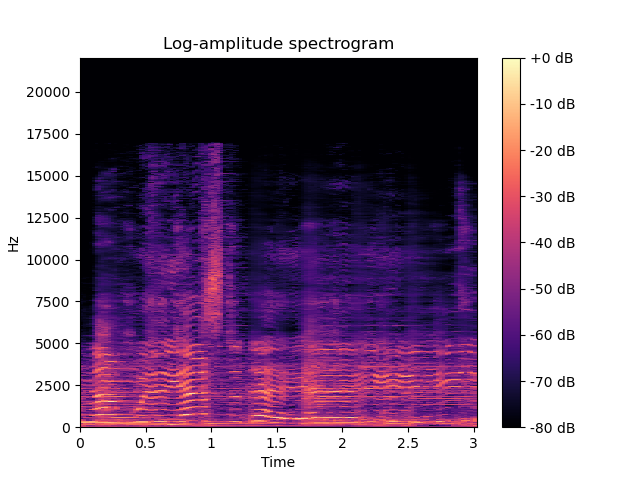 Log-amplitude spectrogram
Hz
20000
17500
15000
12500
10000
7500
5000
2500
0
0 0.5 1 1.5 2 2.5 3
Time
+0 dB
-10 dB
-20 dB
-30 dB
-40 dB
-50 dB
-60 dB
-70 dB
-80 dB